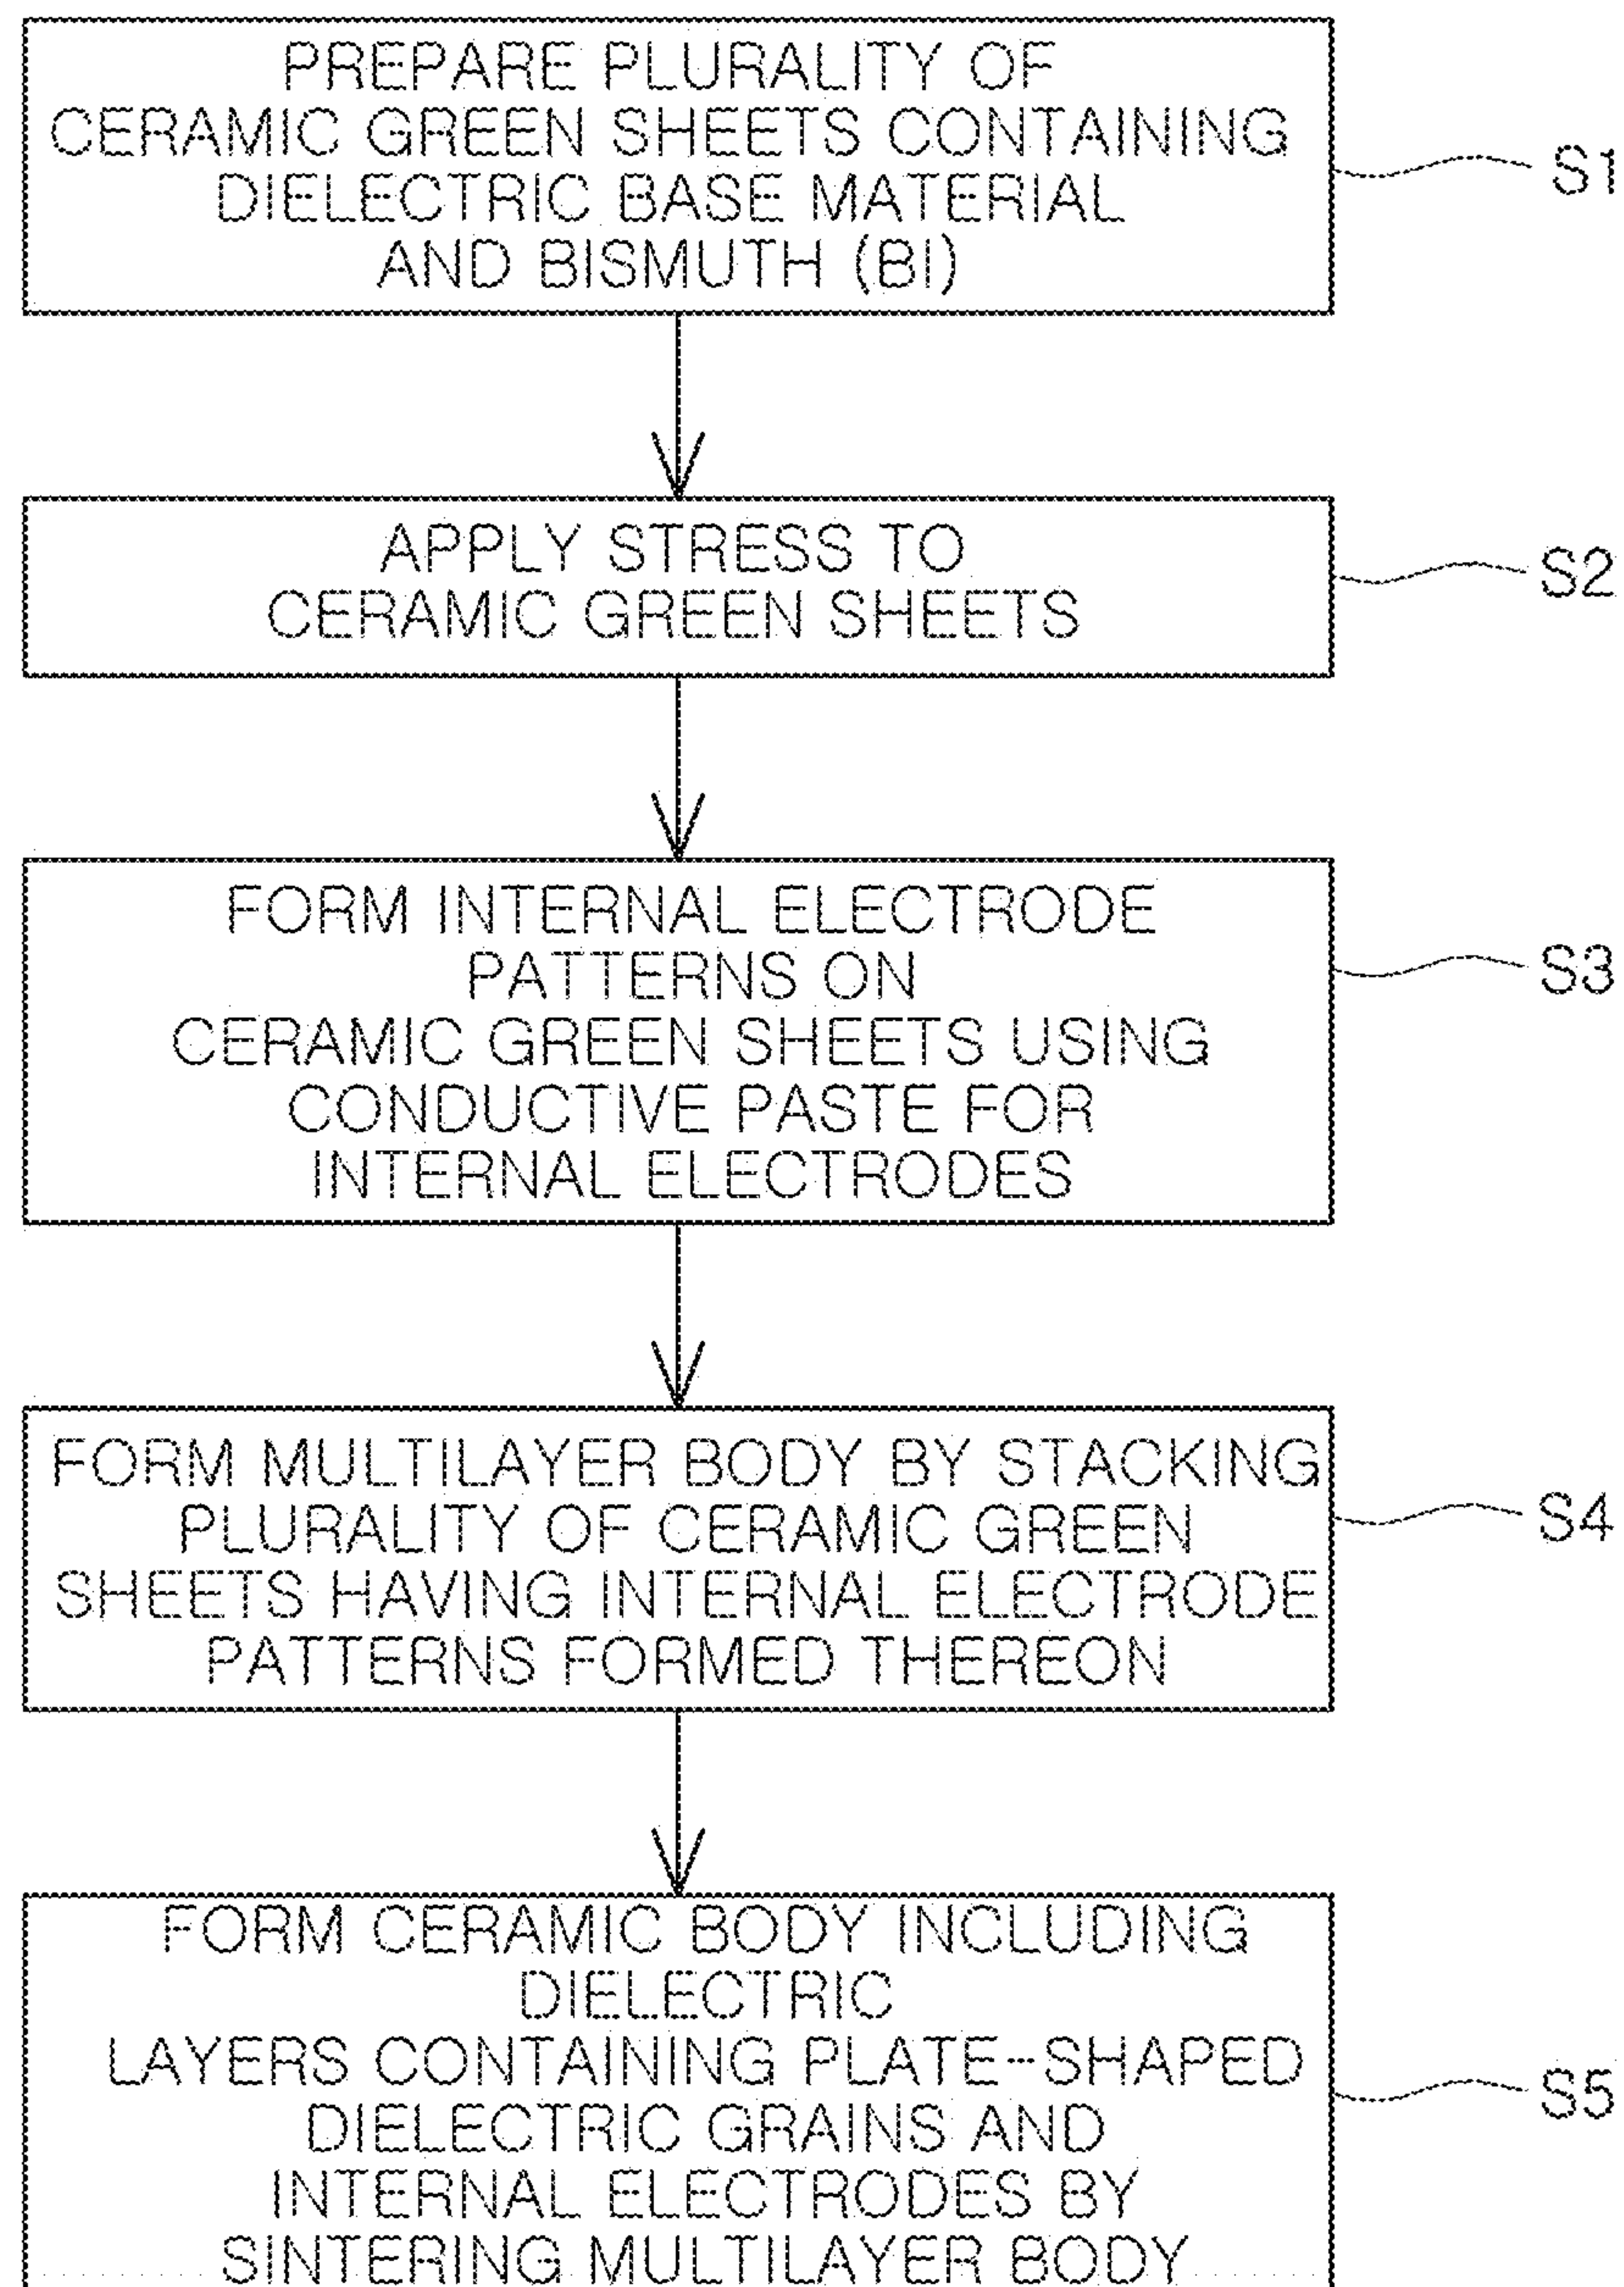 PREPARE PLURALITY OF
CERAMIC GREEN SHEETS CONTAINING
DIELECTRIC BASE MATERIAL
AND BISMUTH (BI)
S1
APPLY STRESS TO
CERAMIC GREEN SHEETS
S2
FORM INTERNAL ELECTRODE
PATTERNS ON
CERAMIC GREEN SHEETS USING
CONDUCTIVE PASTE FOR
INTERNAL ELECTRODES
S3
FORM MULTILAYER BODY BY STACKING
PLURALITY OF CERAMIC GREEN
SHEETS HAVING INTERNAL ELECTRODE
PATTERNS FORMED THEREON
S4
FORM CERAMIC BODY INCLUDING
DIELECTRIC
LAYERS CONTAINING PLATE-SHAPED
DIELECTRIC GRAINS AND
INTERNAL ELECTRODES BY
SINTERING MULTILAYER BODY
S5